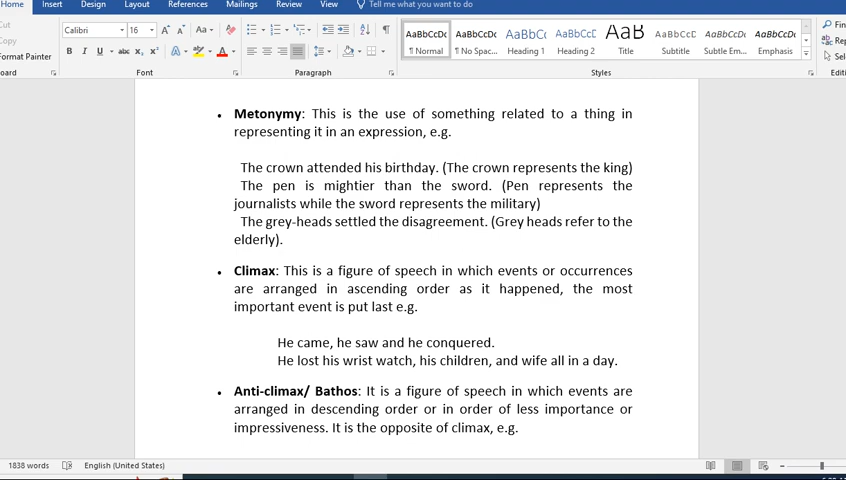 Home Insert Design Layout References Mailings Review View Tell me what you want to do
Cut
Copy
Format Painter
Calibri 16 Aa
B I U abc x₂ x² A A
AaBbCcDc AaBbCcDc AaBbCc AaBbCcD AaB AaBbCcD AaBbCcDc AaBbCcDc
¶ Normal ¶ No Spac... Heading 1 Heading 2 Title Subtitle Subtle Em... Emphasis
Font Paragraph Styles
• Metonymy: This is the use of something related to a thing in
representing it in an expression, e.g.
The crown attended his birthday. (The crown represents the king)
The pen is mightier than the sword. (Pen represents the
journalists while the sword represents the military)
The grey-heads settled the disagreement. (Grey heads refer to the
elderly).
• Climax: This is a figure of speech in which events or occurrences
are arranged in ascending order as it happened, the most
important event is put last e.g.
He came, he saw and he conquered.
He lost his wrist watch, his children, and wife all in a day.
• Anti-climax/ Bathos: It is a figure of speech in which events are
arranged in descending order or in order of less importance or
impressiveness. It is the opposite of climax, e.g.
1838 words English (United States)